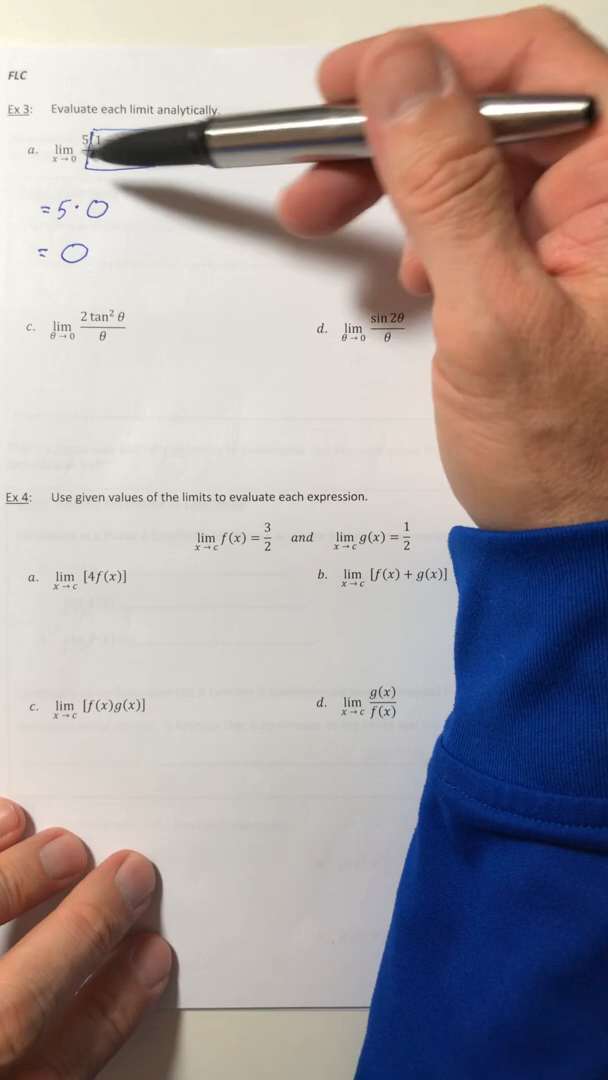 FLC
Ex 3: Evaluate each limit analytically.
a. lim x→0 5(1
= 5 · 0
= 0
c. lim θ→0 2 tan² θ / θ
d. lim θ→0 sin 2θ / θ
Ex 4: Use given values of the limits to evaluate each expression.
lim x→c f(x) = 3/2 and lim x→c g(x) = 1/2
a. lim x→c [4f(x)]
b. lim x→c [f(x) + g(x)]
c. lim x→c [f(x)g(x)]
d. lim x→c g(x) / f(x)